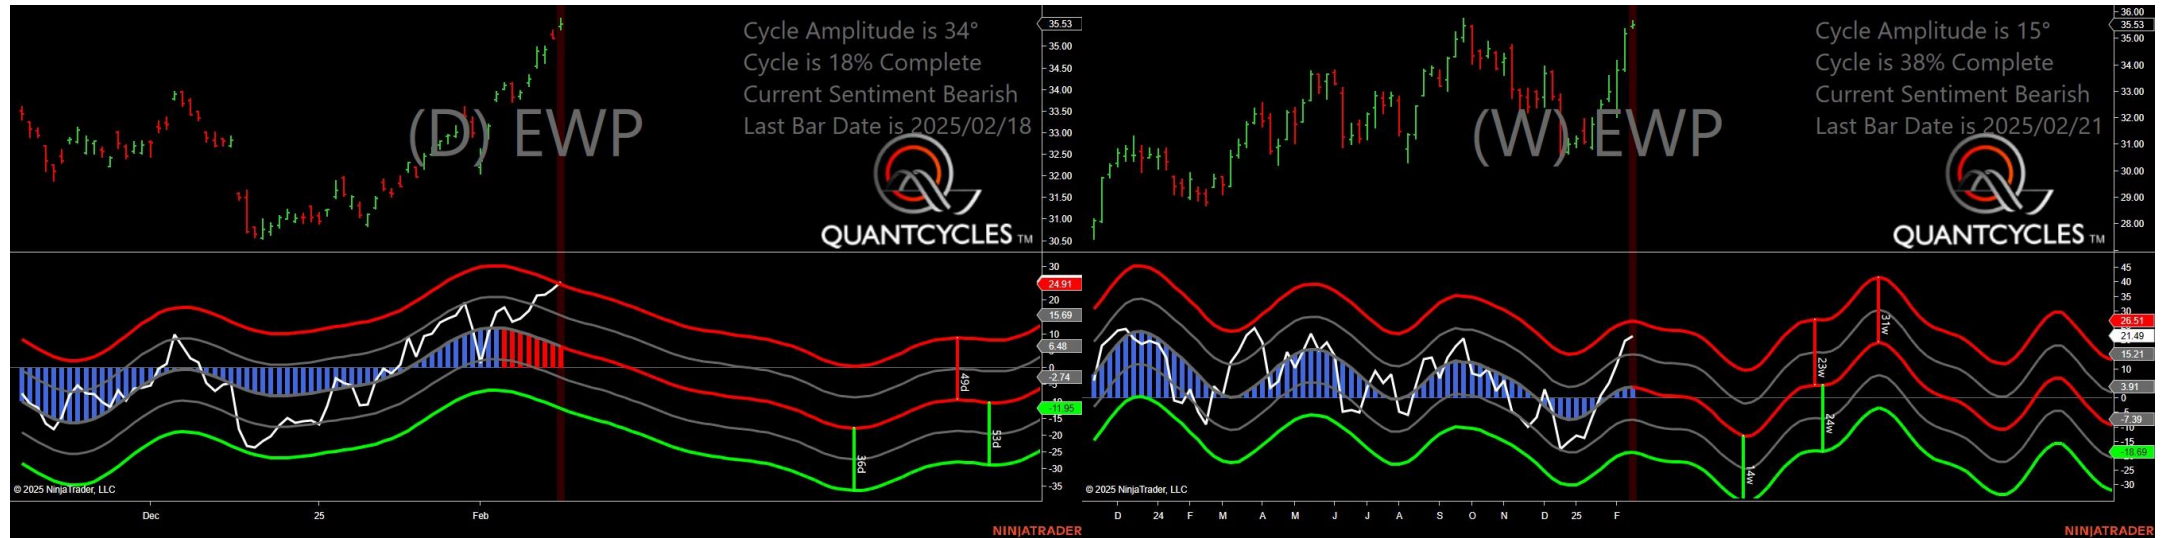 Cycle Amplitude is 34°
Cycle is 18% Complete
Current Sentiment Bearish
Last Bar Date is 2025/02/18
(D) EWP
QUANTCYCLES TM
35.53
35.00
34.50
34.00
33.50
33.00
32.50
32.00
31.50
31.00
30.50
30
24.91
20
15.69
10
6.48
0
-2.74
-11.95
-15
-20
-25
-30
-35
49d
53d
36d
© 2025 NinjaTrader, LLC
Dec
25
Feb
NINJATRADER
Cycle Amplitude is 15°
Cycle is 38% Complete
Current Sentiment Bearish
Last Bar Date is 2025/02/21
(W) EWP
QUANTCYCLES TM
36.00
35.53
35.00
34.00
33.00
32.00
31.00
30.00
29.00
28.00
45
40
35
30
26.51
21.49
15.21
10
3.91
0
-7.39
-15
-18.69
-25
-30
31w
23w
24w
14w
© 2025 NinjaTrader, LLC
D 24 F M A M J J A S O N D 25 F
NINJATRADER